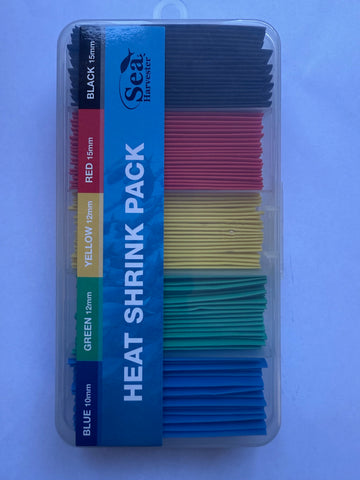 BLACK 15mm
RED 15mm
YELLOW 12mm
GREEN 12mm
BLUE 10mm
Sea
Harvester
HEAT SHRINK PACK